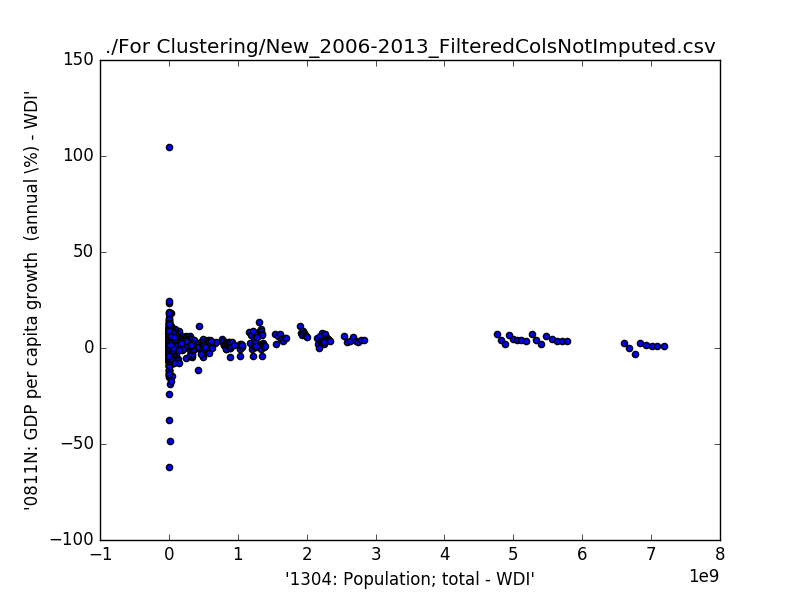 ./For Clustering/New_2006-2013_FilteredColsNotImputed.csv
150
100
50
0
−50
−100
'0811N: GDP per capita growth  (annual \%) - WDI'
−1 0 1 2 3 4 5 6 7 8
1e9
'1304: Population; total - WDI'